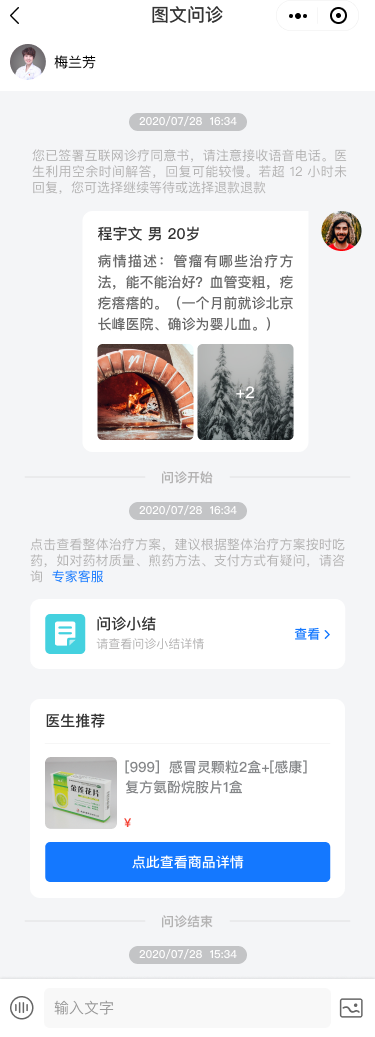 图文问诊
梅兰芳
2020/07/28 16:34
您已签署互联网诊疗同意书，请注意接收语音电话。医
生利用空余时间解答，回复可能较慢。若超 12 小时未
回复，您可选择继续等待或选择退款退款
程宇文 男 20岁
病情描述：管瘤有哪些治疗方
法，能不能治好？血管变粗，疙
疙瘩瘩的。（一个月前就诊北京
长峰医院、确诊为婴儿血。）
+2
问诊开始
2020/07/28 16:34
点击查看整体治疗方案，建议根据整体治疗方案按时吃
药，如对药材质量、煎药方法、支付方式有疑问，请咨
询 专家客服
问诊小结
请查看问诊小结详情
查看
医生推荐
金莲花片
[999] 感冒灵颗粒2盒+[感康]
复方氨酚烷胺片1盒
¥
点此查看商品详情
问诊结束
2020/07/28 15:34
输入文字